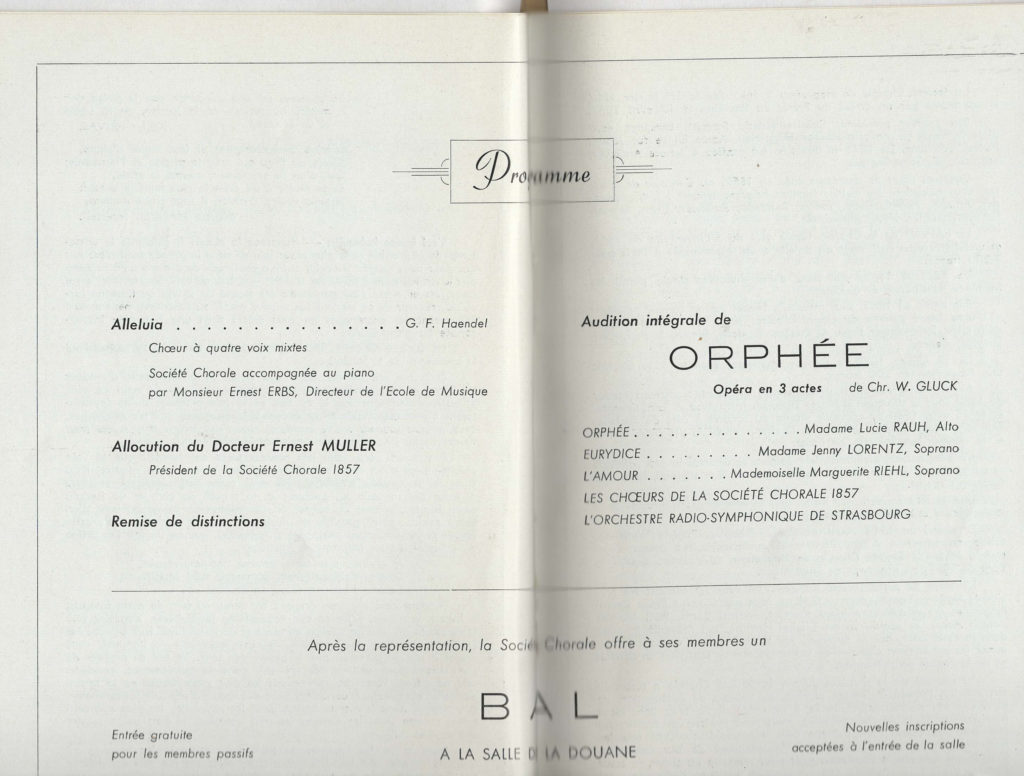 Programme
Alleluia . . . . . . . . . . . . . . . G. F. Haendel
Chœur à quatre voix mixtes
Société Chorale accompagnée au piano
par Monsieur Ernest ERBS, Directeur de l'Ecole de Musique
Allocution du Docteur Ernest MULLER
Président de la Société Chorale 1857
Remise de distinctions
Audition intégrale de
ORPHÉE
Opéra en 3 actes de Chr. W. GLUCK
ORPHÉE . . . . . . . . . . . . . . Madame Lucie RAUH, Alto
EURYDICE . . . . . . . . . Madame Jenny LORENTZ, Soprano
L'AMOUR . . . . . . . Mademoiselle Marguerite RIEHL, Soprano
LES CHŒURS DE LA SOCIÉTÉ CHORALE 1857
L'ORCHESTRE RADIO-SYMPHONIQUE DE STRASBOURG
Après la représentation, la Société Chorale offre à ses membres un
BAL
A LA SALLE DE LA DOUANE
Entrée gratuite
pour les membres passifs
Nouvelles inscriptions
acceptées à l'entrée de la salle